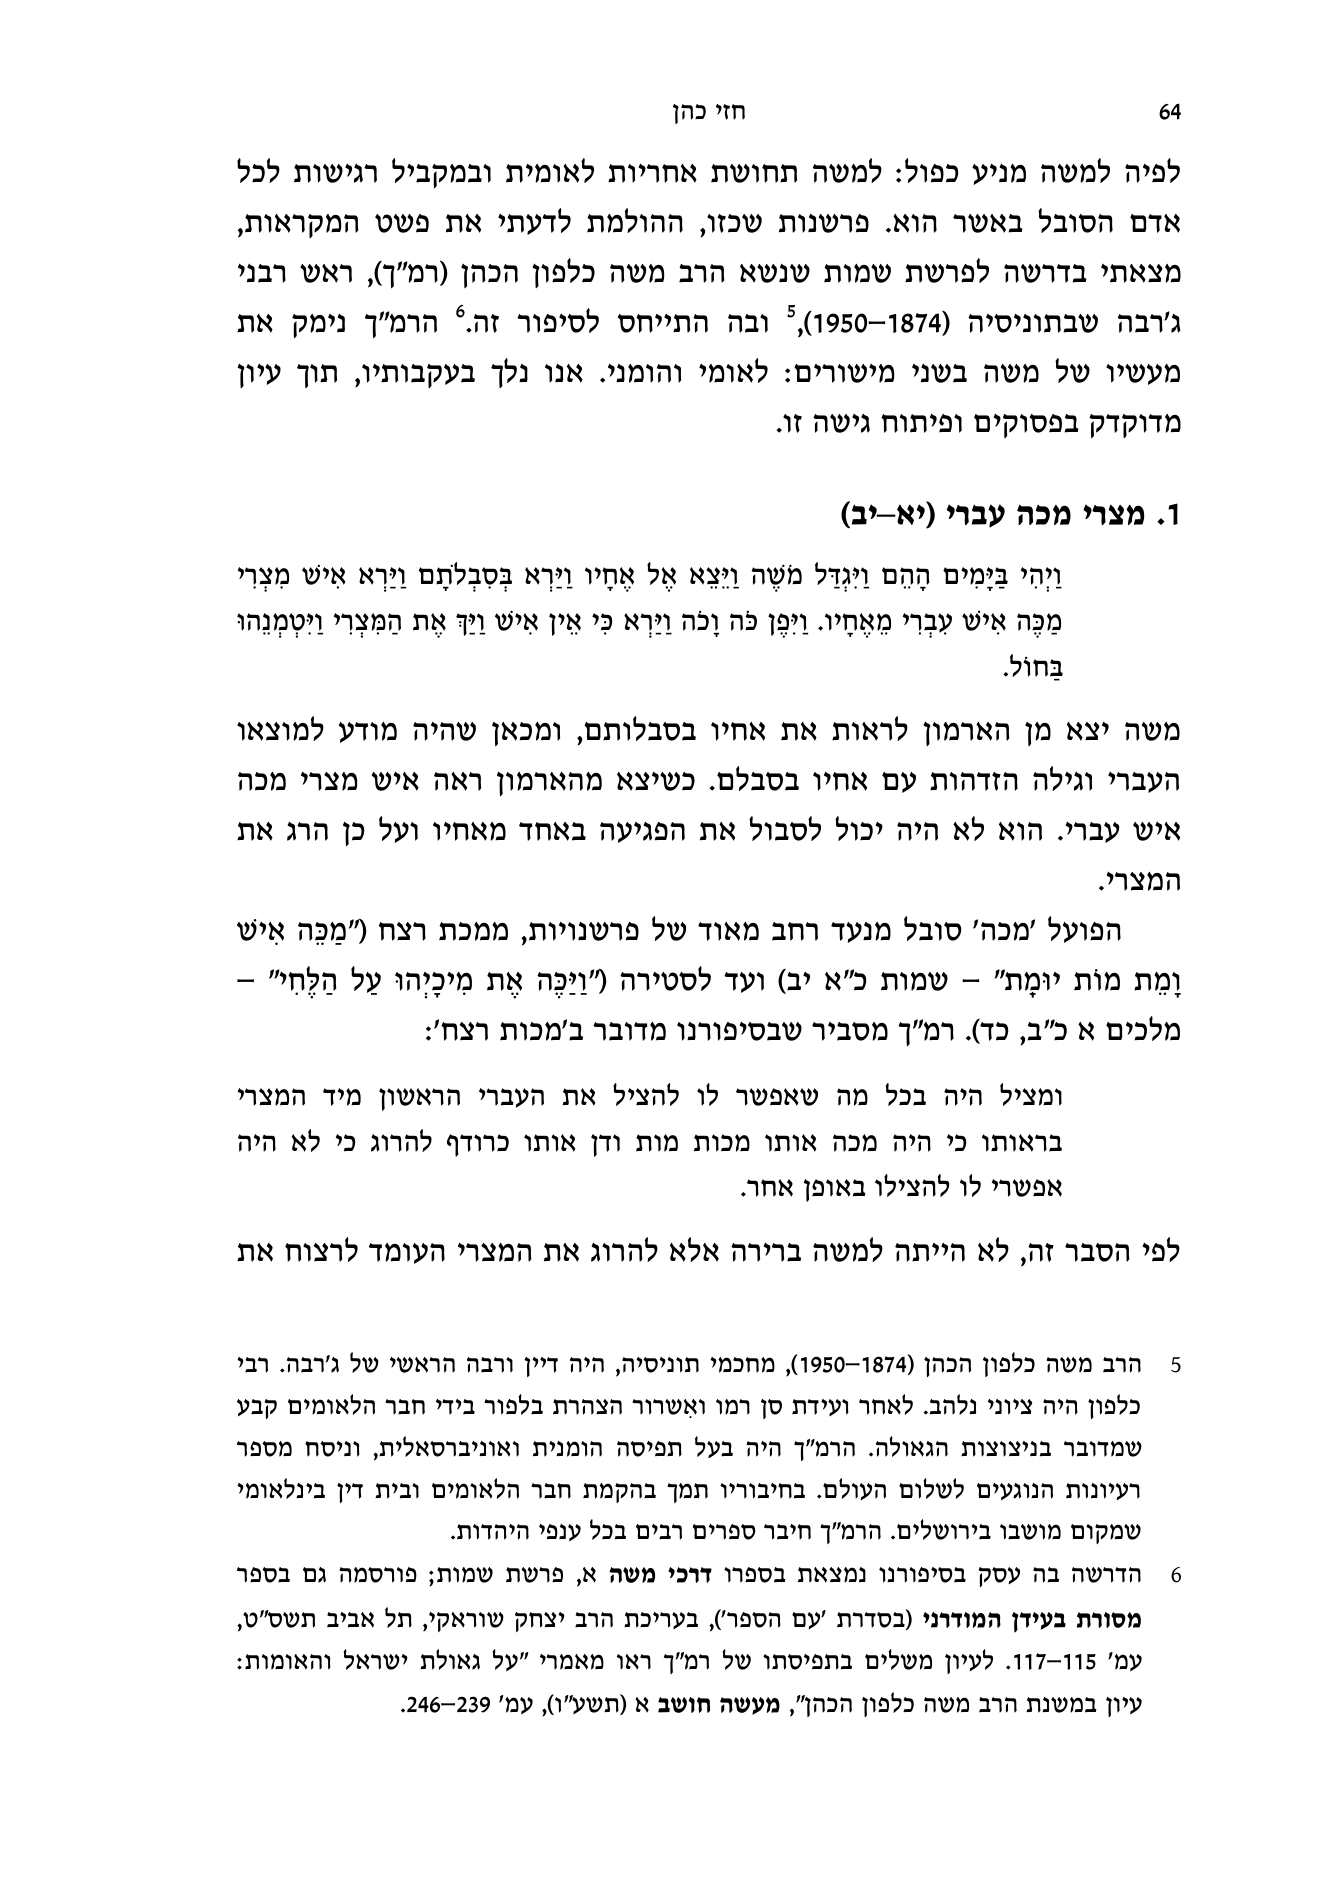 64 חזי כהן
לפיה למשה מניע כפול: למשה תחושת אחריות לאומית ובמקביל רגישות לכל
אדם הסובל באשר הוא. פרשנות שכזו, ההולמת לדעתי את פשט המקראות,
מצאתי בדרשה לפרשת שמות שנשא הרב משה כלפון הכהן (רמ"ך), ראש רבני
ג'רבה שבתוניסיה (1874–1950),5 ובה התייחס לסיפור זה.6 הרמ"ך נימק את
מעשיו של משה בשני מישורים: לאומי והומני. אנו נלך בעקבותיו, תוך עיון
מדוקדק בפסוקים ופיתוח גישה זו.
1. מצרי מכה עברי (יא–יב)
וַיְהִי בַּיָּמִים הָהֵם וַיִּגְדַּל מֹשֶׁה וַיֵּצֵא אֶל אֶחָיו וַיַּרְא בְּסִבְלֹתָם וַיַּרְא אִישׁ מִצְרִי
מַכֶּה אִישׁ עִבְרִי מֵאֶחָיו. וַיִּפֶן כֹּה וָכֹה וַיַּרְא כִּי אֵין אִישׁ וַיַּךְ אֶת הַמִּצְרִי וַיִּטְמְנֵהוּ
בַּחוֹל.
משה יצא מן הארמון לראות את אחיו בסבלותם, ומכאן שהיה מודע למוצאו
העברי וגילה הזדהות עם אחיו בסבלם. כשיצא מהארמון ראה איש מצרי מכה
איש עברי. הוא לא היה יכול לסבול את הפגיעה באחד מאחיו ועל כן הרג את
המצרי.
הפועל 'מכה' סובל מנעד רחב מאוד של פרשנויות, ממכת רצח ("מַכֵּה אִישׁ
וָמֵת מוֹת יוּמָת" – שמות כ"א יב) ועד לסטירה ("וַיַּכֶּה אֶת מִיכָיְהוּ עַל הַלֶּחִי" –
מלכים א כ"ב, כד). רמ"ך מסביר שבסיפורנו מדובר ב'מכות רצח':
ומציל היה בכל מה שאפשר לו להציל את העברי הראשון מיד המצרי
בראותו כי היה מכה אותו מכות מות ודן אותו כרודף להרוג כי לא היה
אפשרי לו להצילו באופן אחר.
לפי הסבר זה, לא הייתה למשה ברירה אלא להרוג את המצרי העומד לרצוח את
5 הרב משה כלפון הכהן (1874–1950), מחכמי תוניסיה, היה דיין ורבה הראשי של ג'רבה. רבי
כלפון היה ציוני נלהב. לאחר ועידת סן רמו ואִשרור הצהרת בלפור בידי חבר הלאומים קבע
שמדובר בניצוצות הגאולה. הרמ"ך היה בעל תפיסה הומנית ואוניברסאלית, וניסח מספר
רעיונות הנוגעים לשלום העולם. בחיבוריו תמך בהקמת חבר הלאומים ובית דין בינלאומי
שמקום מושבו בירושלים. הרמ"ך חיבר ספרים רבים בכל ענפי היהדות.
6 הדרשה בה עסק בסיפורנו נמצאת בספרו דרכי משה א, פרשת שמות; פורסמה גם בספר
מסורת בעידן המודרני (בסדרת 'עם הספר'), בעריכת הרב יצחק שוראקי, תל אביב תשס"ט,
עמ' 115–117. לעיון משלים בתפיסתו של רמ"ך ראו מאמרי "על גאולת ישראל והאומות:
עיון במשנת הרב משה כלפון הכהן", מעשה חושב א (תשע"ו), עמ' 239–246.